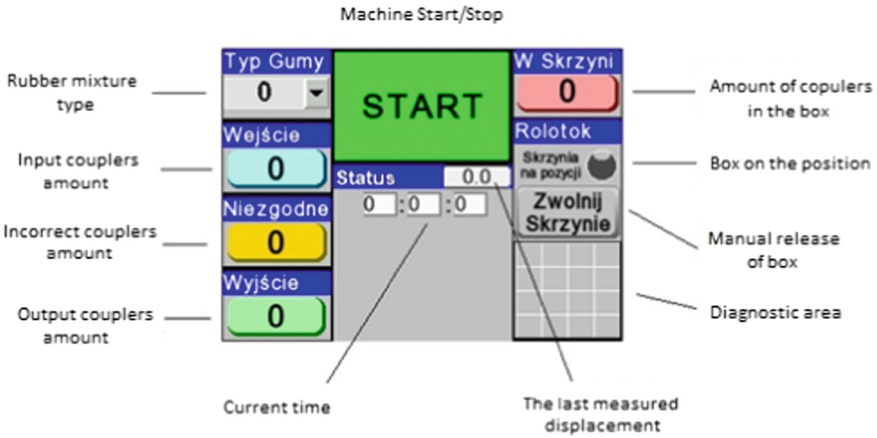 Machine Start/Stop
Typ Gumy
0
START
W Skrzyni
0
Rubber mixture
type
Amount of copulers
in the box
Wejście
0
Rolotok
Skrzynia
na pozycji
Input couplers
amount
Box on the position
Status
0.0
0:0:0
Zwolnij
Skrzynie
Niezgodne
0
Incorrect couplers
amount
Manual release
of box
Wyjście
0
Output couplers
amount
Diagnostic area
Current time
The last measured
displacement